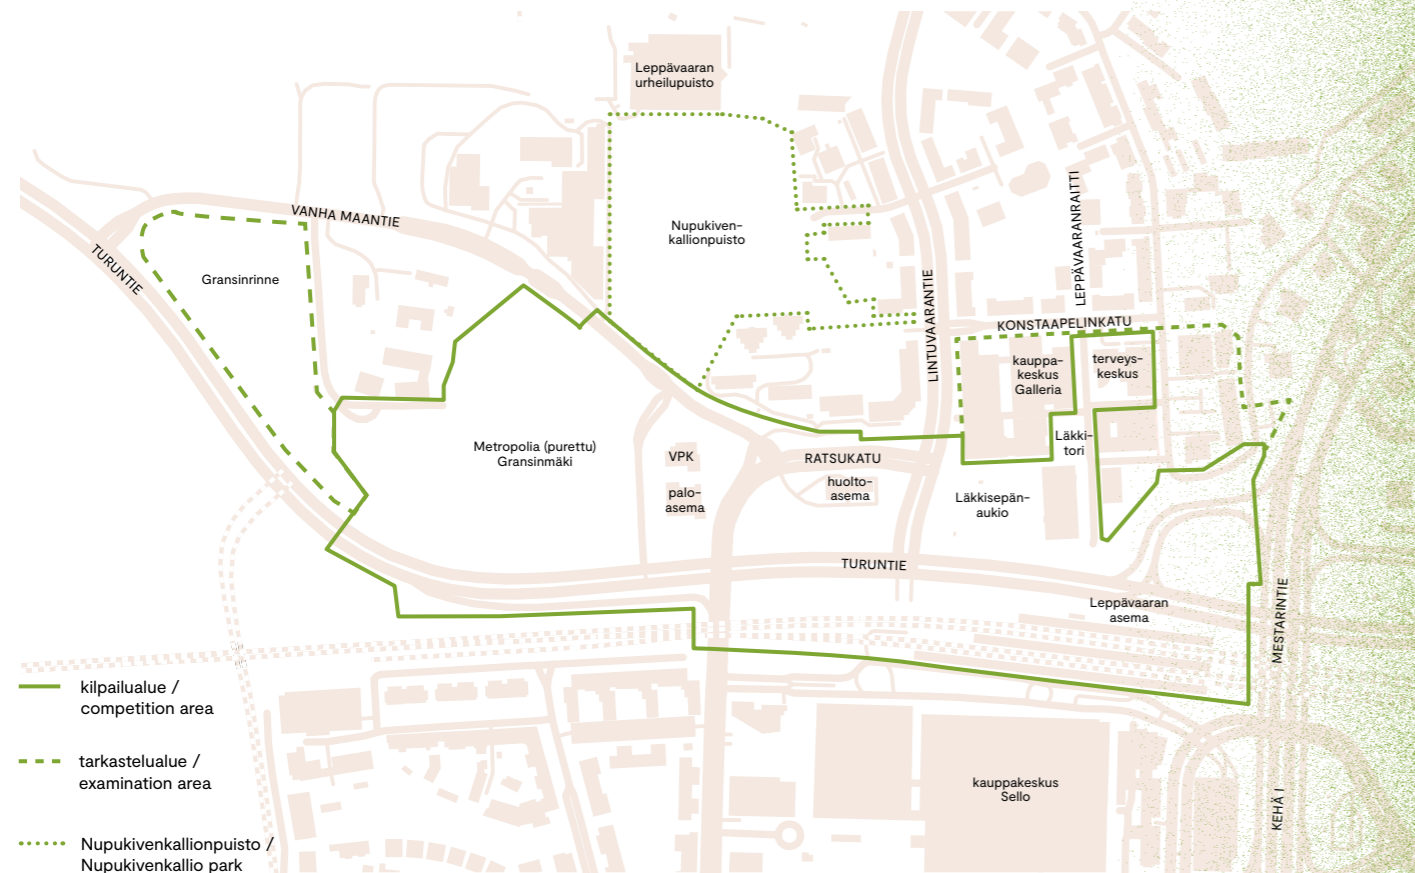 Leppävaaran
urheilupuisto
VANHA MAANTIE
TURUNTIE
Gransinrinne
Nupukiven-
kallionpuisto
LINTUVAARANTIE
LEPPÄVAARANRAITTI
KONSTAAPELINKATU
kauppa-
keskus
Galleria
terveys-
keskus
Läkki-
tori
Metropolia (purettu)
Gransinmäki
VPK
palo-
asema
RATSUKATU
huolto-
asema
Läkkisepän-
aukio
TURUNTIE
Leppävaaran
asema
MESTARINTIE
kauppakeskus
Sello
KEHÄ I
kilpailualue /
competition area
tarkastelualue /
examination area
Nupukivenkallionpuisto /
Nupukivenkallio park